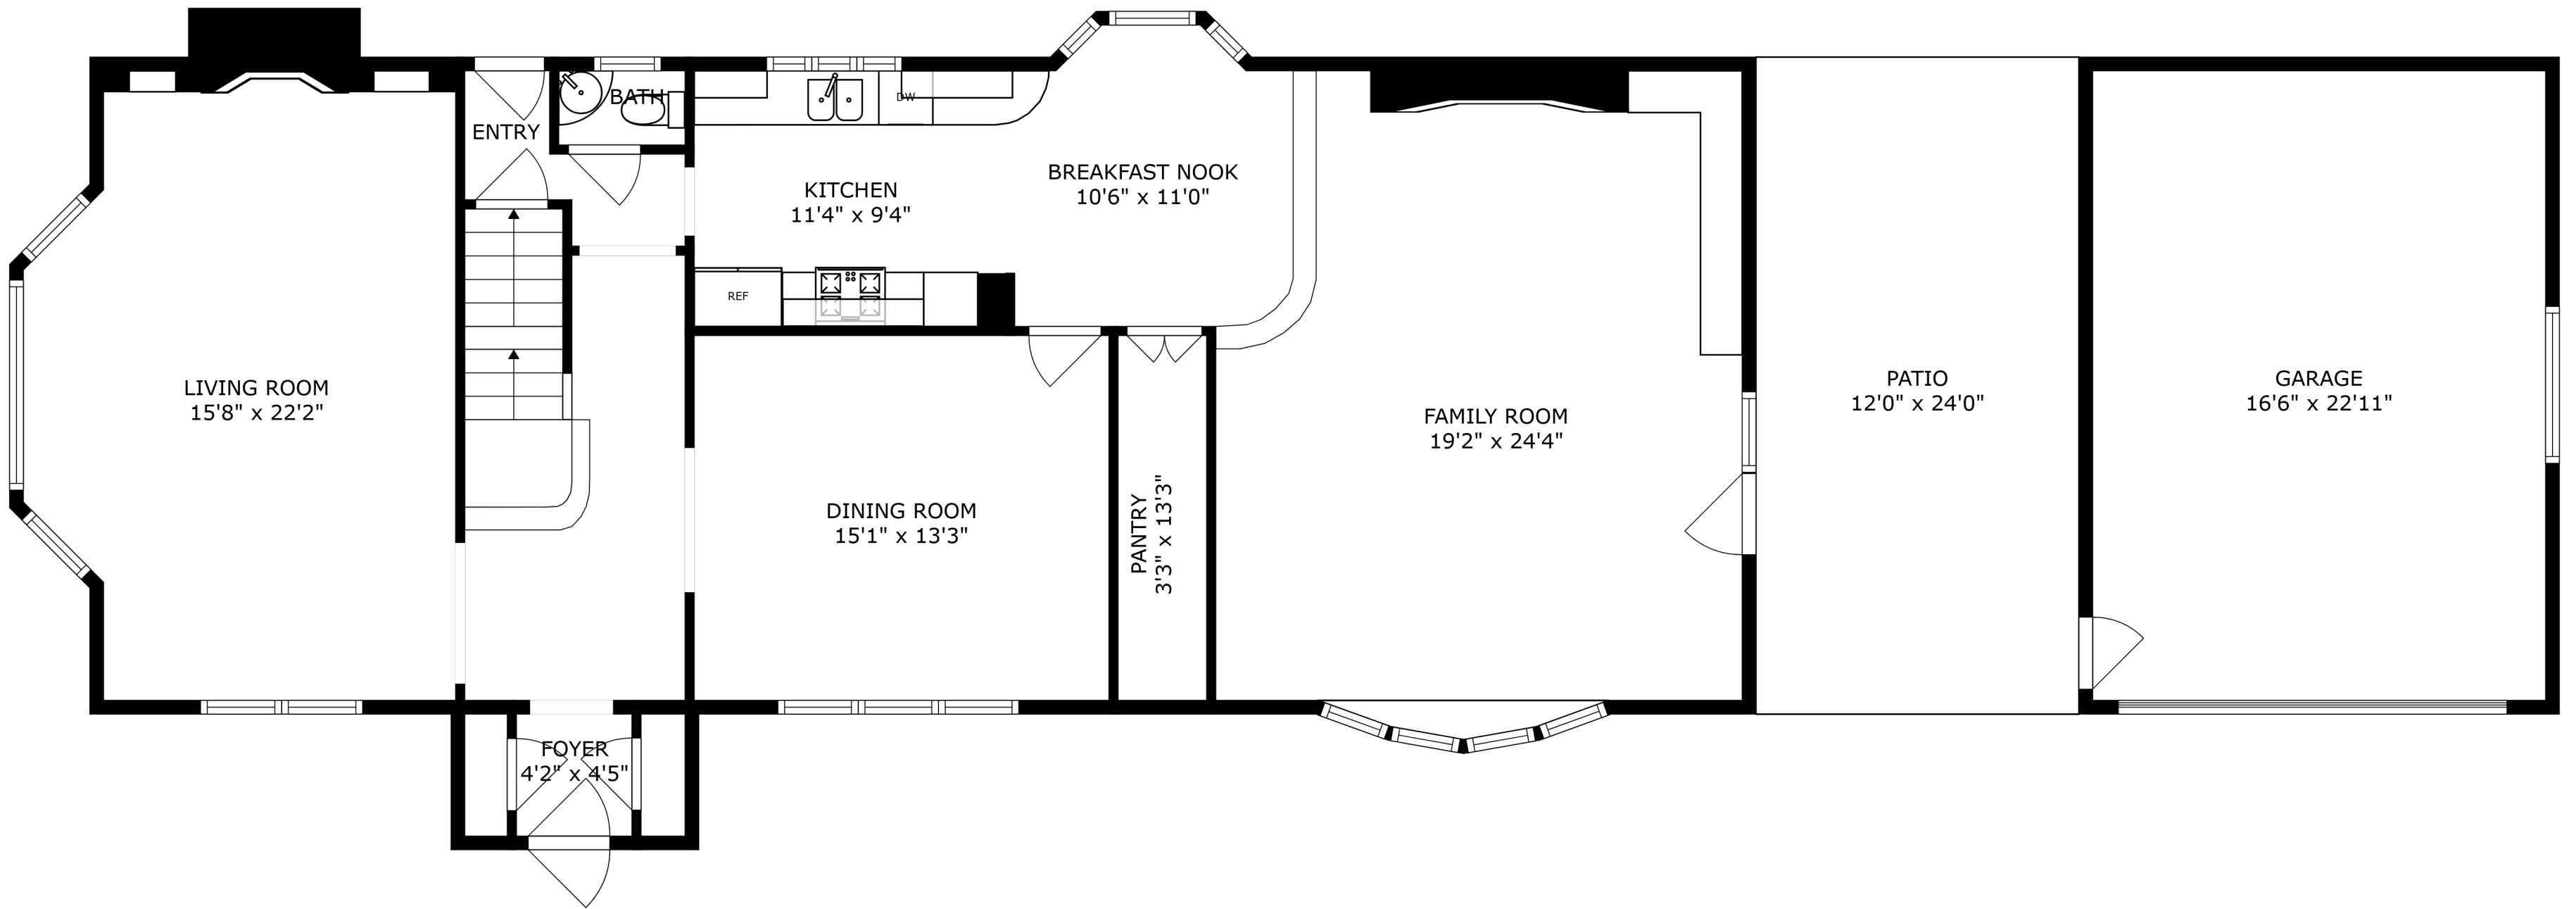 BATH
DW
ENTRY
KITCHEN
11'4" x 9'4"
BREAKFAST NOOK
10'6" x 11'0"
REF
LIVING ROOM
15'8" x 22'2"
DINING ROOM
15'1" x 13'3"
PANTRY
3'3" x 13'3"
FAMILY ROOM
19'2" x 24'4"
PATIO
12'0" x 24'0"
GARAGE
16'6" x 22'11"
FOYER
4'2" x 4'5"